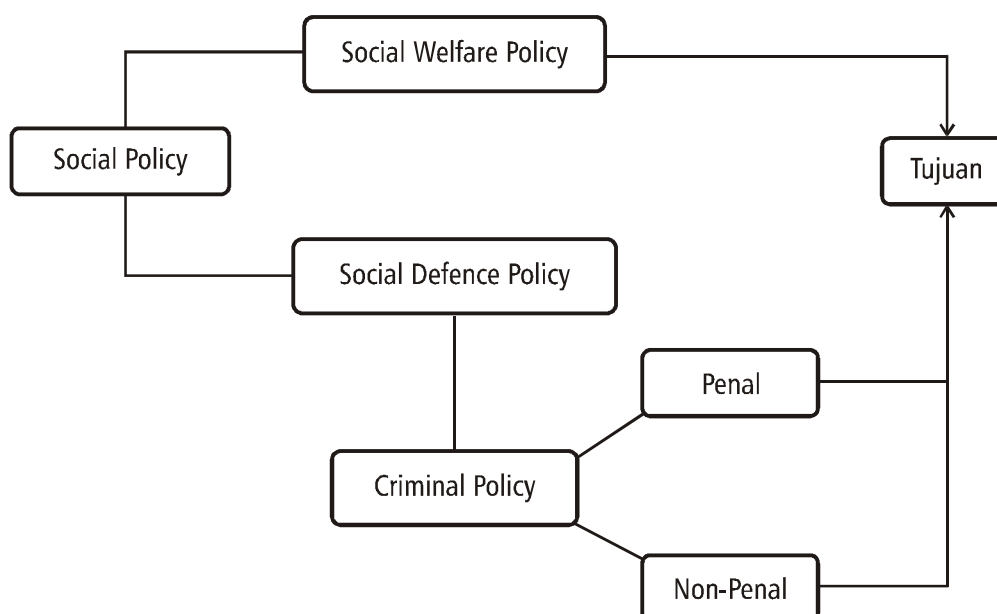 Social Welfare Policy
Social Policy
Tujuan
Social Defence Policy
Penal
Criminal Policy
Non-Penal